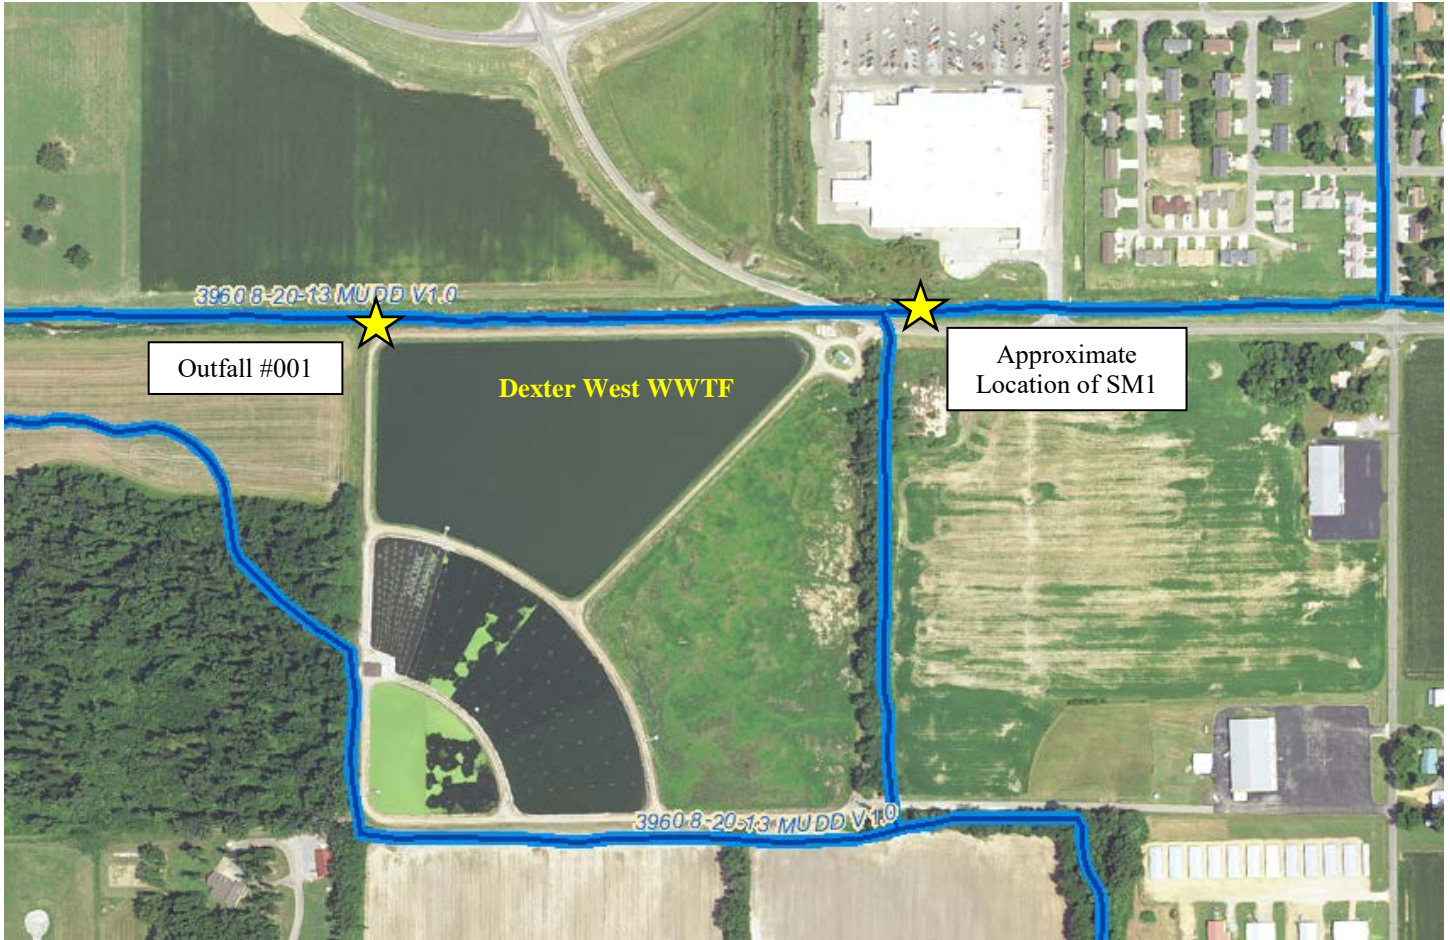 3960 8-20-13 MUDD V1.0
Outfall #001
Dexter West WWTF
Approximate
Location of SM1
3960 8-20-13 MUDD V1.0